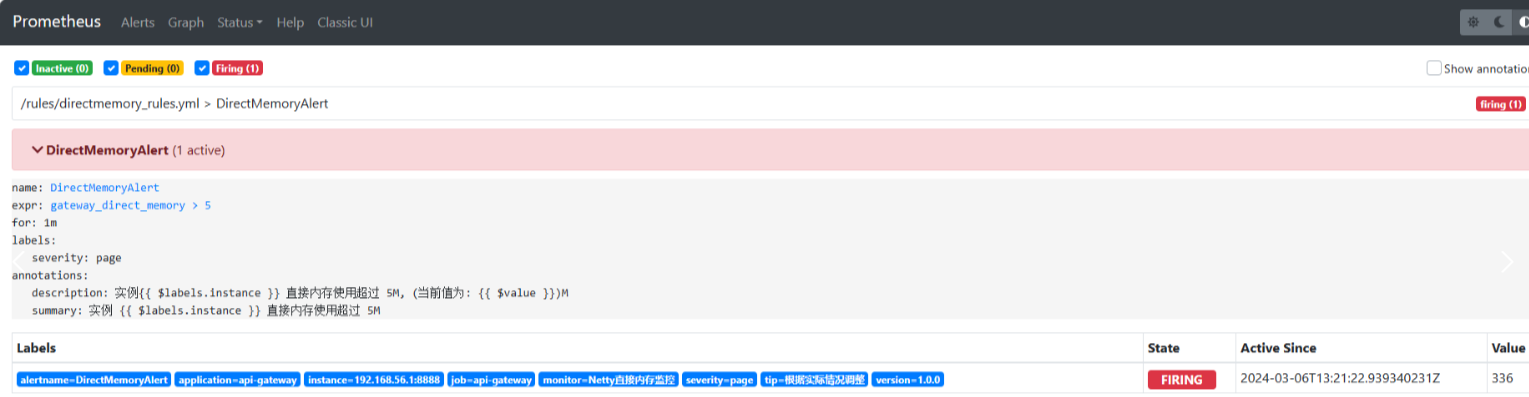 Prometheus Alerts Graph Status Help Classic UI
Inactive (0) Pending (0) Firing (1) Show annotation
/rules/directmemory_rules.yml > DirectMemoryAlert firing (1)
DirectMemoryAlert (1 active)
name: DirectMemoryAlert
expr: gateway_direct_memory > 5
for: 1m
labels:
severity: page
annotations:
description: 实例{{ $labels.instance }} 直接内存使用超过 5M, (当前值为: {{ $value }})M
summary: 实例 {{ $labels.instance }} 直接内存使用超过 5M
Labels State Active Since Value
alertname=DirectMemoryAlert application=api-gateway instance=192.168.56.1:8888 job=api-gateway monitor=Netty直接内存监控 severity=page tip=根据实际情况调整 version=1.0.0 FIRING 2024-03-06T13:21:22.939340231Z 336